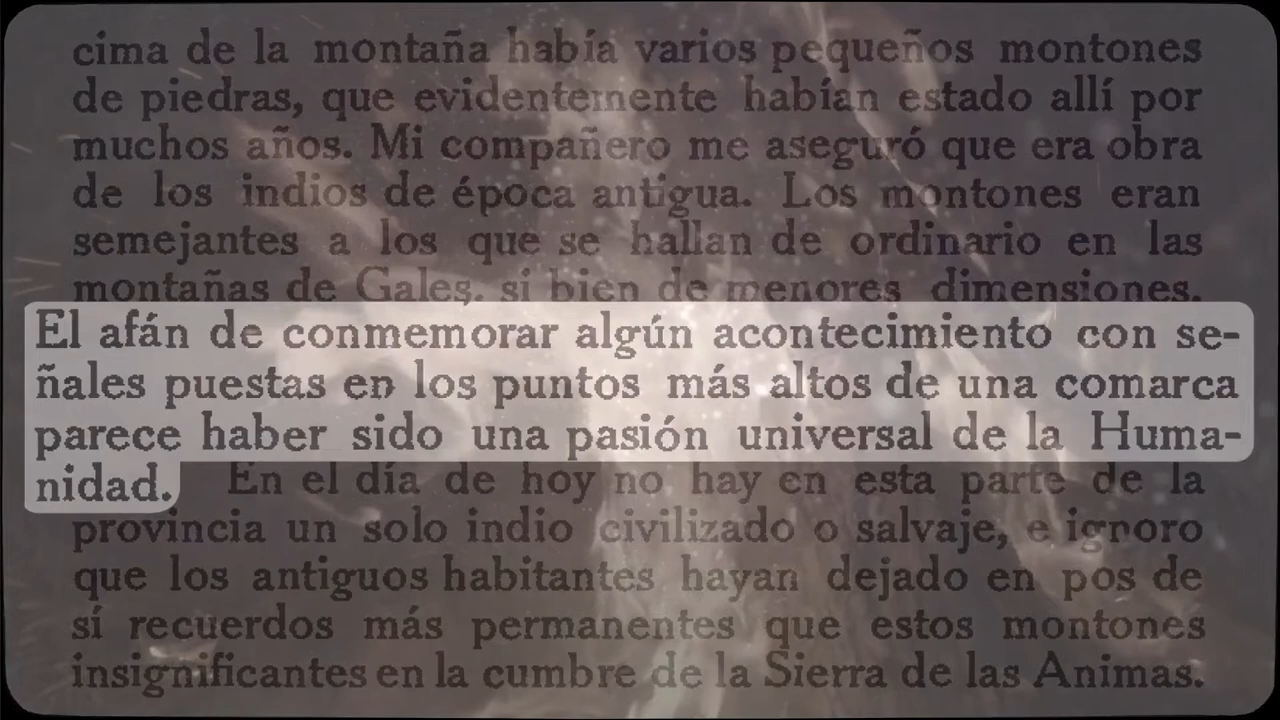 cima de la montaña había varios pequeños montones
de piedras, que evidentemente habían estado allí por
muchos años. Mi compañero me aseguró que era obra
de los indios de época antigua. Los montones eran
semejantes a los que se hallan de ordinario en las
montañas de Gales, si bien de menores dimensiones.
El afán de conmemorar algún acontecimiento con se-
ñales puestas en los puntos más altos de una comarca
parece haber sido una pasión universal de la Huma-
nidad. En el día de hoy no hay en esta parte de la
provincia un solo indio civilizado o salvaje, e ignoro
que los antiguos habitantes hayan dejado en pos de
sí recuerdos más permanentes que estos montones
insignificantes en la cumbre de la Sierra de las Animas.